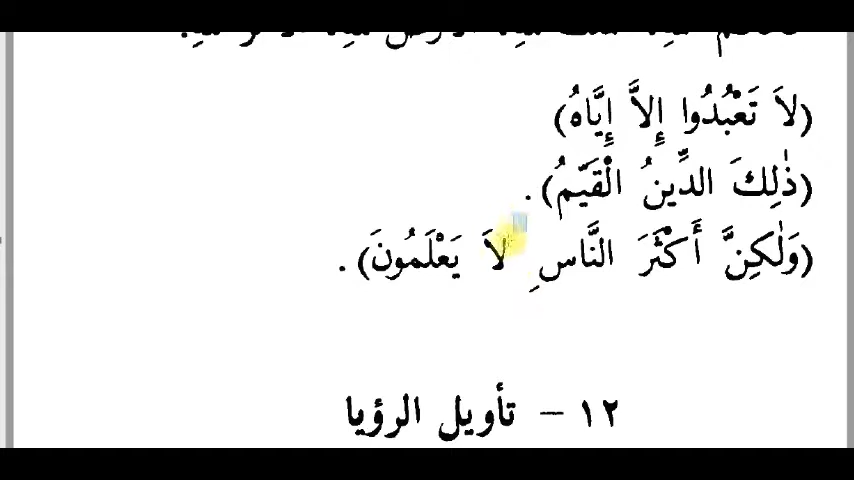 (لاَ تَعْبُدُوا إِلاَّ إِيَّاهُ)
(ذٰلِكَ الدِّينُ الْقَيِّمُ).
(وَلٰكِنَّ أَكْثَرَ النَّاسِ لاَ يَعْلَمُونَ).
١٢ – تأويل الرؤيا